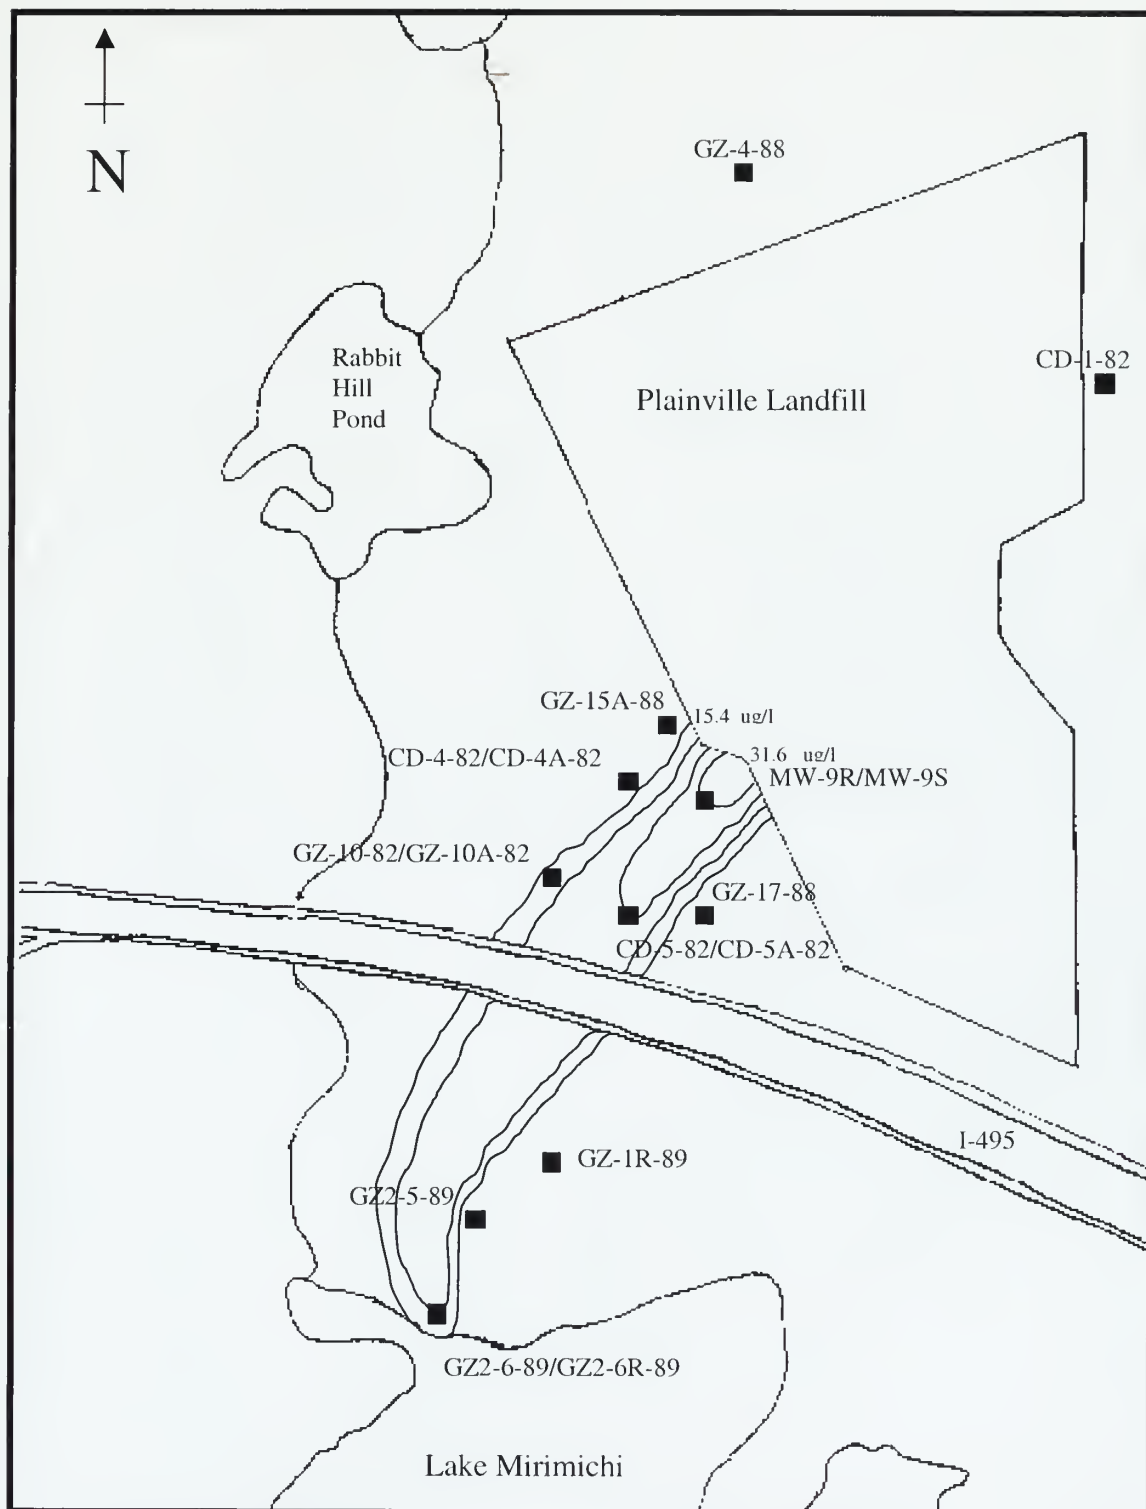 N
GZ-4-88
CD-1-82
Rabbit
Hill
Pond
Plainville Landfill
GZ-15A-88
15.4 ug/l
CD-4-82/CD-4A-82
31.6 ug/l
MW-9R/MW-9S
GZ-10-82/GZ-10A-82
GZ-17-88
CD-5-82/CD-5A-82
I-495
GZ-1R-89
GZ2-5-89
GZ2-6-89/GZ2-6R-89
Lake Mirimichi